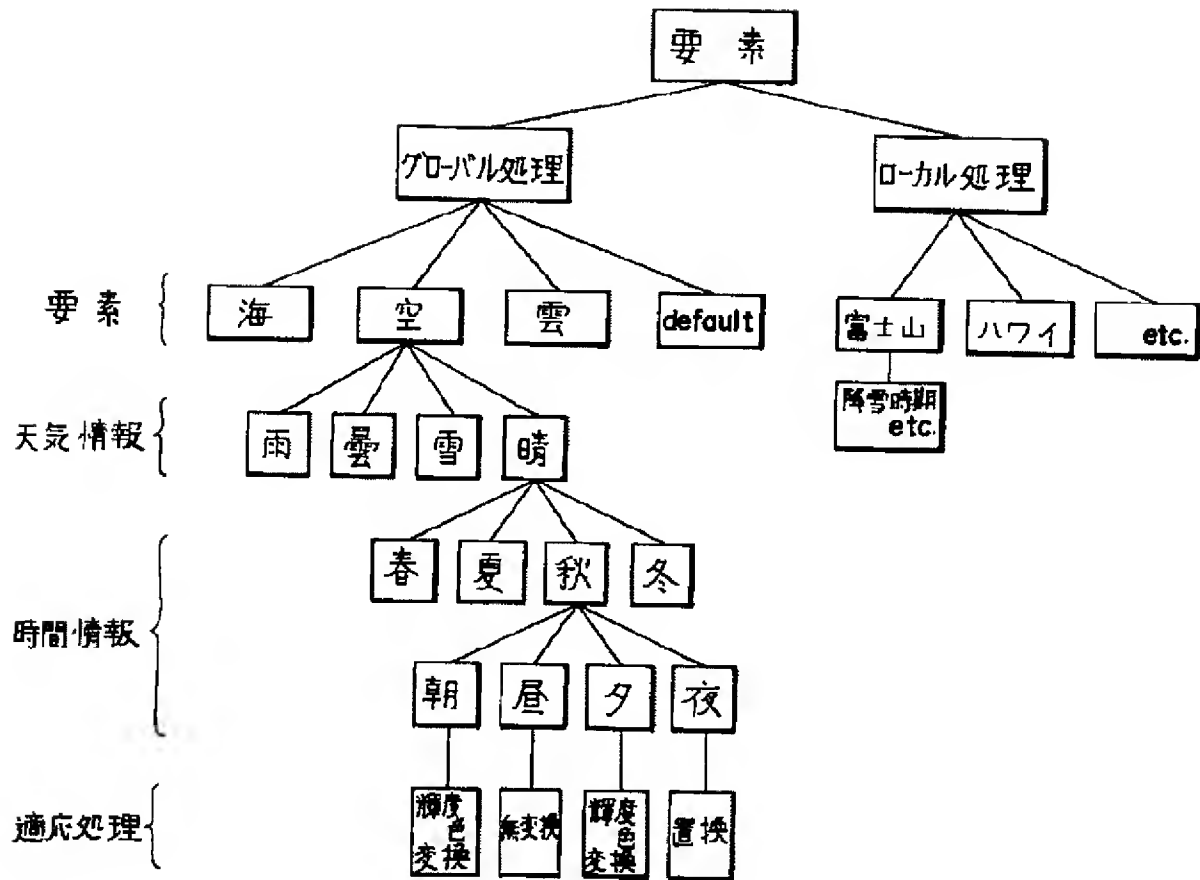 要素
グローバル処理
ローカル処理
要素
海
空
雲
default
富士山
ハワイ
etc.
降雪時期
etc.
天気情報
雨
曇
雪
晴
時間情報
春
夏
秋
冬
朝
昼
夕
夜
適応処理
輝度
色
変換
無変換
輝度
色
変換
置換